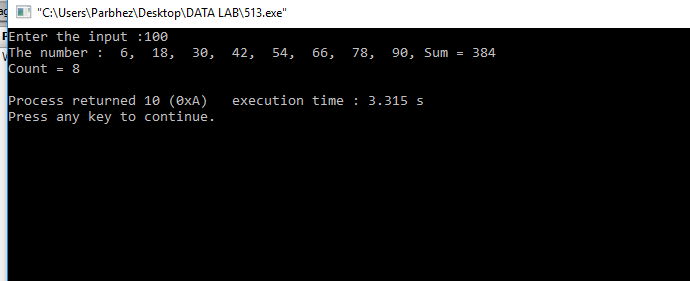 "C:\Users\Parbhez\Desktop\DATA LAB\513.exe"
Enter the input :100
The number :  6,  18,  30,  42,  54,  66,  78,  90, Sum = 384
Count = 8
Process returned 10 (0xA)   execution time : 3.315 s
Press any key to continue.